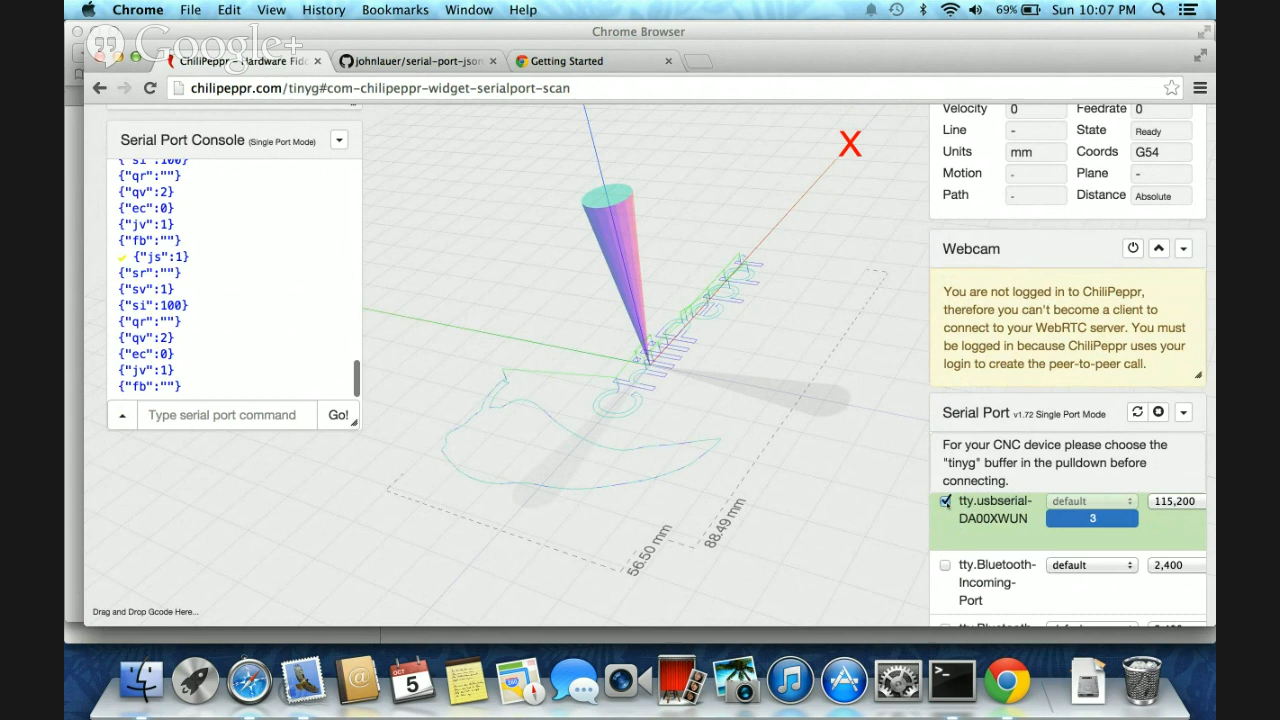 Chrome File Edit View History Bookmarks Window Help 69% Sun 10:07 PM
Google+
Chrome Browser
ChiliPeppr - Hardware Fidd
johnlauer/serial-port-json
Getting Started
chilipeppr.com/tinyg#com-chilipeppr-widget-serialport-scan
Serial Port Console (Single Port Mode)
{"si":100}
{"qr":""}
{"qv":2}
{"ec":0}
{"jv":1}
{"fb":""}
{"js":1}
{"sr":""}
{"sv":1}
{"si":100}
{"qr":""}
{"qv":2}
{"ec":0}
{"jv":1}
{"fb":""}
Type serial port command Go!
X
56.50 mm
88.49 mm
Drag and Drop Gcode Here...
Velocity 0 Feedrate 0
Line - State Ready
Units mm Coords G54
Motion - Plane -
Path - Distance Absolute
Webcam
You are not logged in to ChiliPeppr,
therefore you can't become a client to
connect to your WebRTC server. You must
be logged in because ChiliPeppr uses your
login to create the peer-to-peer call.
Serial Port v1.72 Single Port Mode
For your CNC device please choose the
"tinyg" buffer in the pulldown before
connecting.
tty.usbserial- default 115,200
DA00XWUN 3
tty.Bluetooth- default 2,400
Incoming-
Port
OCT
5